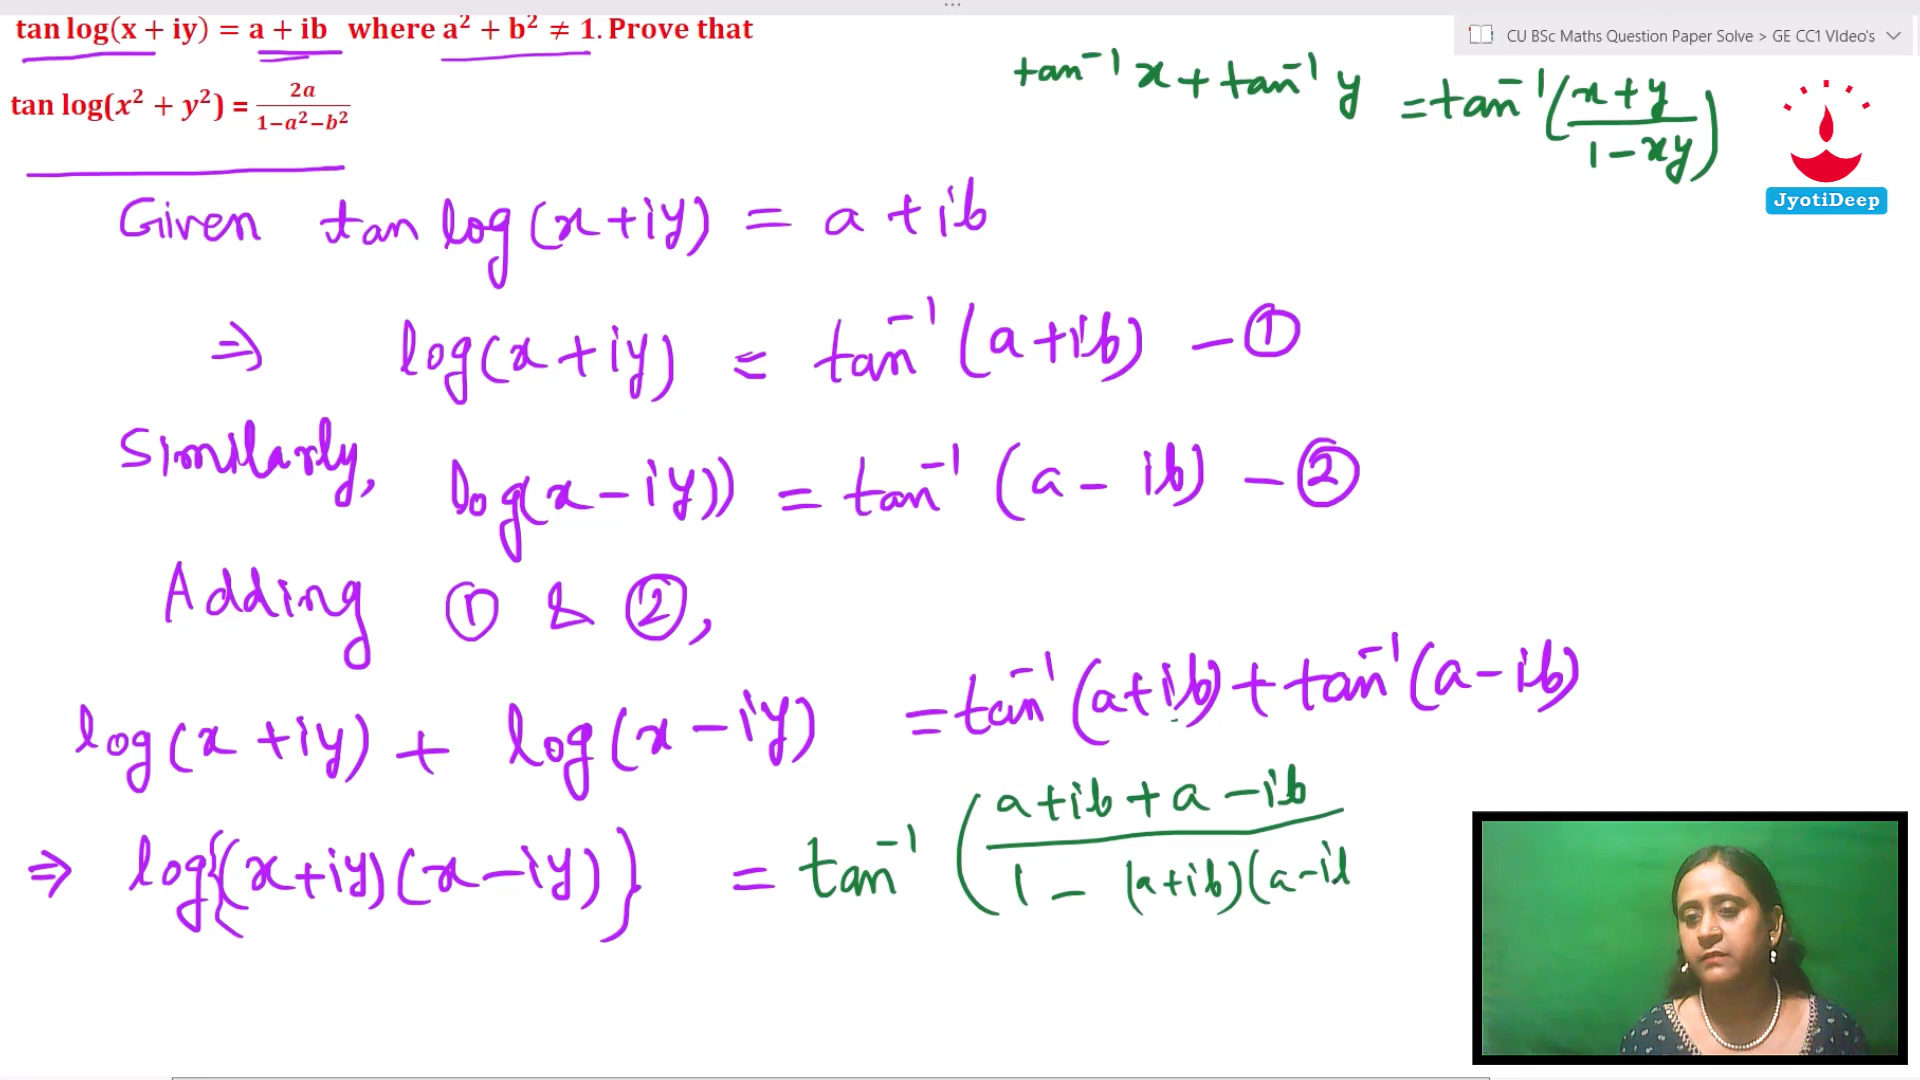 tan log(x + iy) = a + ib where a² + b² ≠ 1. Prove that
CU BSc Maths Question Paper Solve > GE CC1 VIdeo's
tan log(x² + y²) = 2a / 1−a²−b²
tan⁻¹ x + tan⁻¹ y = tan⁻¹ (x + y / 1 − xy)
JyotiDeep
Given tan log(x + iy) = a + ib
⇒ log(x + iy) = tan⁻¹ (a + ib) – ①
Similarly, log(x – iy)) = tan⁻¹ (a – ib) – ②
Adding ① & ②,
log(x + iy) + log(x – iy) = tan⁻¹ (a + ib) + tan⁻¹ (a – ib)
⇒ log{(x + iy)(x – iy)} = tan⁻¹ (a + ib + a – ib / 1 – (a + ib)(a – il